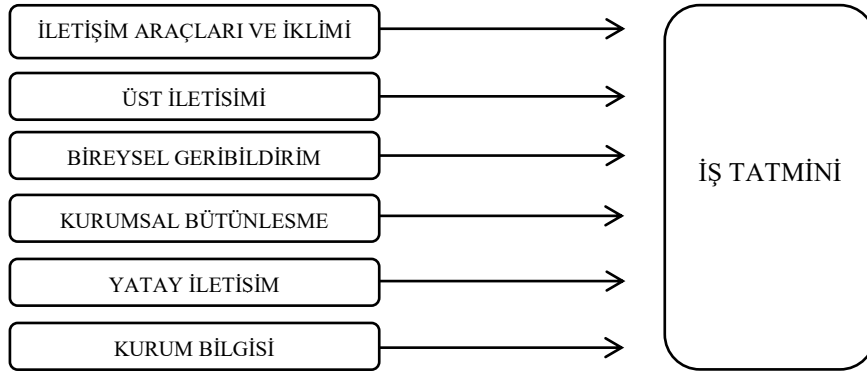 İLETİŞİM ARAÇLARI VE İKLİMİ
ÜST İLETİSİMİ
BİREYSEL GERİBİLDİRİM
KURUMSAL BÜTÜNLESME
YATAY İLETİSİM
KURUM BİLGİSİ
İŞ TATMİNİ